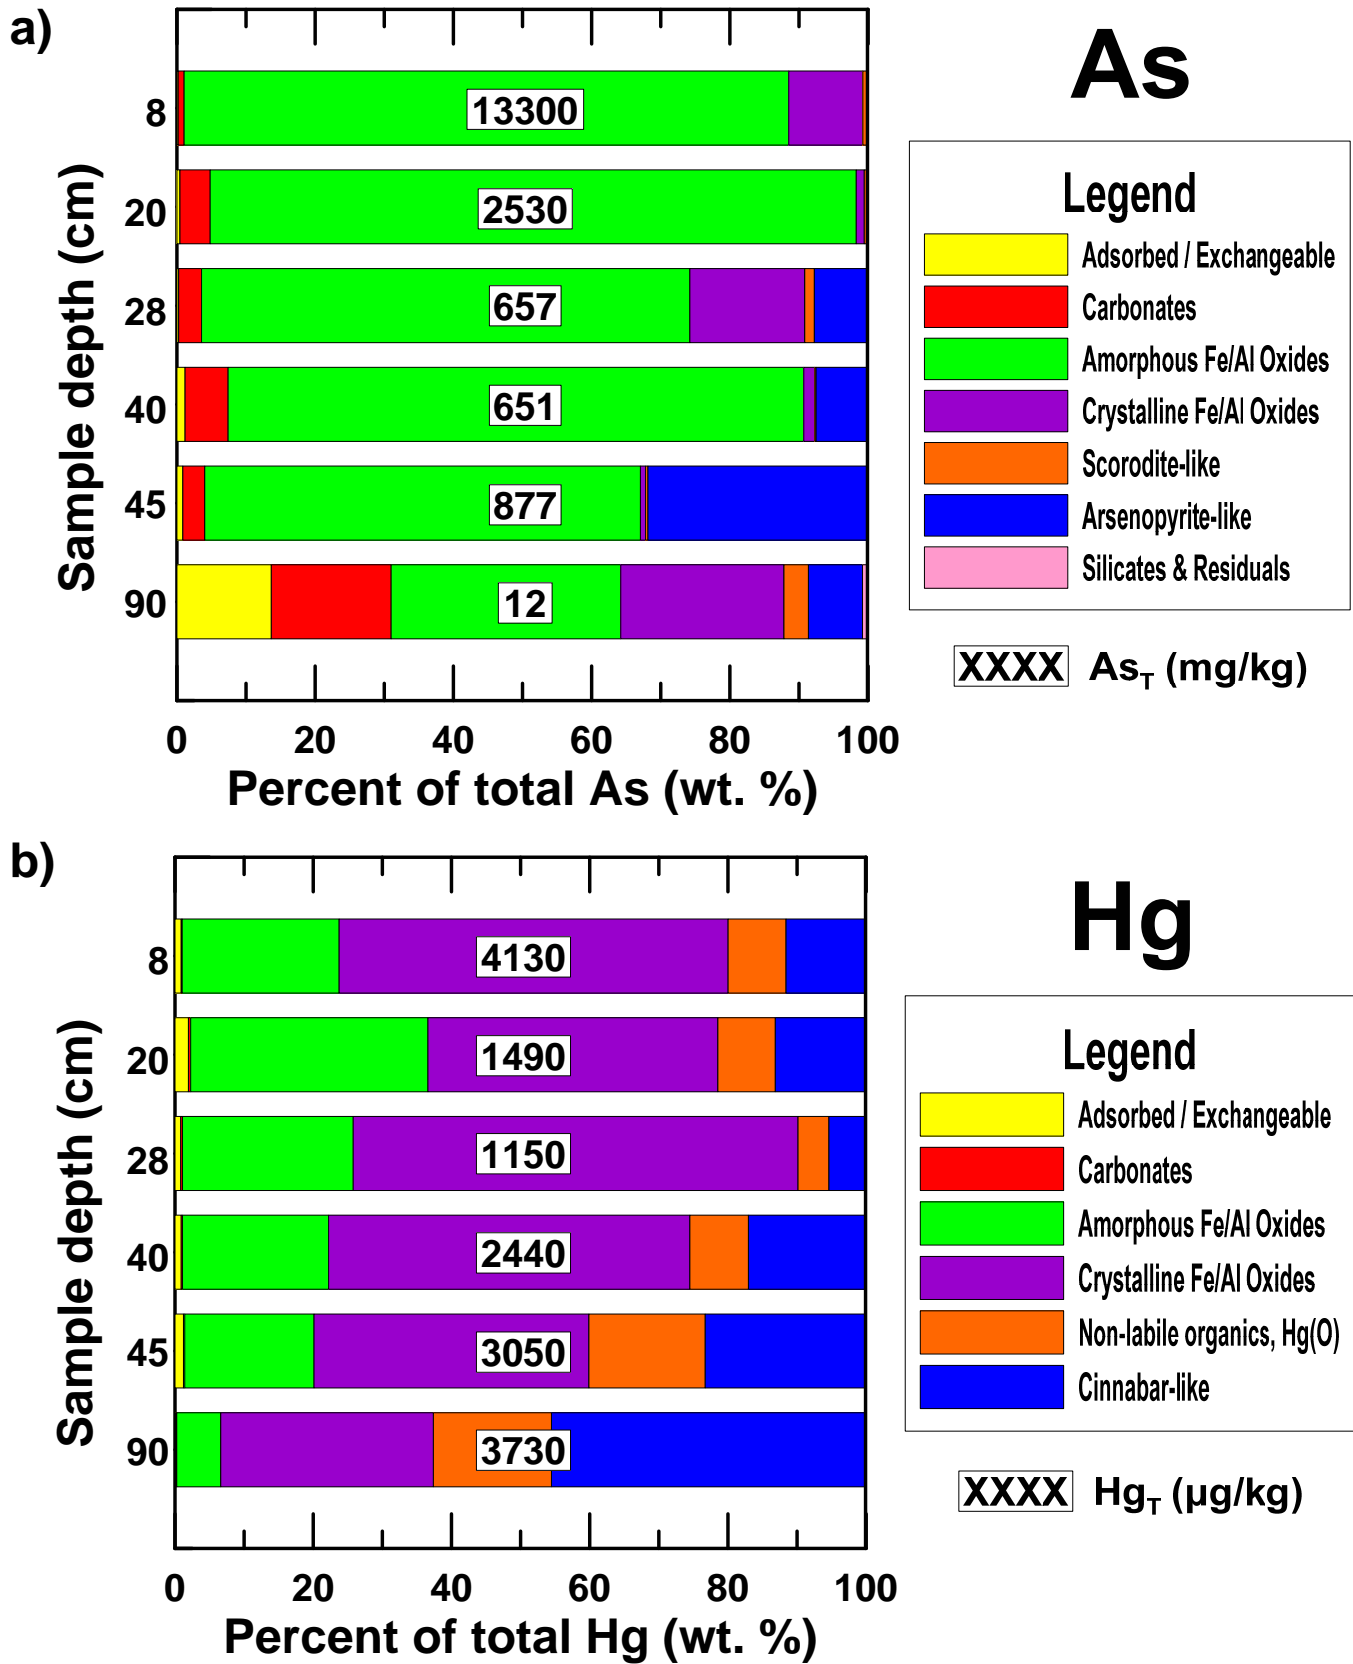 a)
As
8
13300
20
2530
28
657
40
651
45
877
90
12
Sample depth (cm)
0 20 40 60 80 100
Percent of total As (wt. %)
Legend
Adsorbed / Exchangeable
Carbonates
Amorphous Fe/Al Oxides
Crystalline Fe/Al Oxides
Scorodite-like
Arsenopyrite-like
Silicates & Residuals
XXXX AsT (mg/kg)
b)
Hg
8
4130
20
1490
28
1150
40
2440
45
3050
90
3730
Sample depth (cm)
0 20 40 60 80 100
Percent of total Hg (wt. %)
Legend
Adsorbed / Exchangeable
Carbonates
Amorphous Fe/Al Oxides
Crystalline Fe/Al Oxides
Non-labile organics, Hg(O)
Cinnabar-like
XXXX HgT (µg/kg)